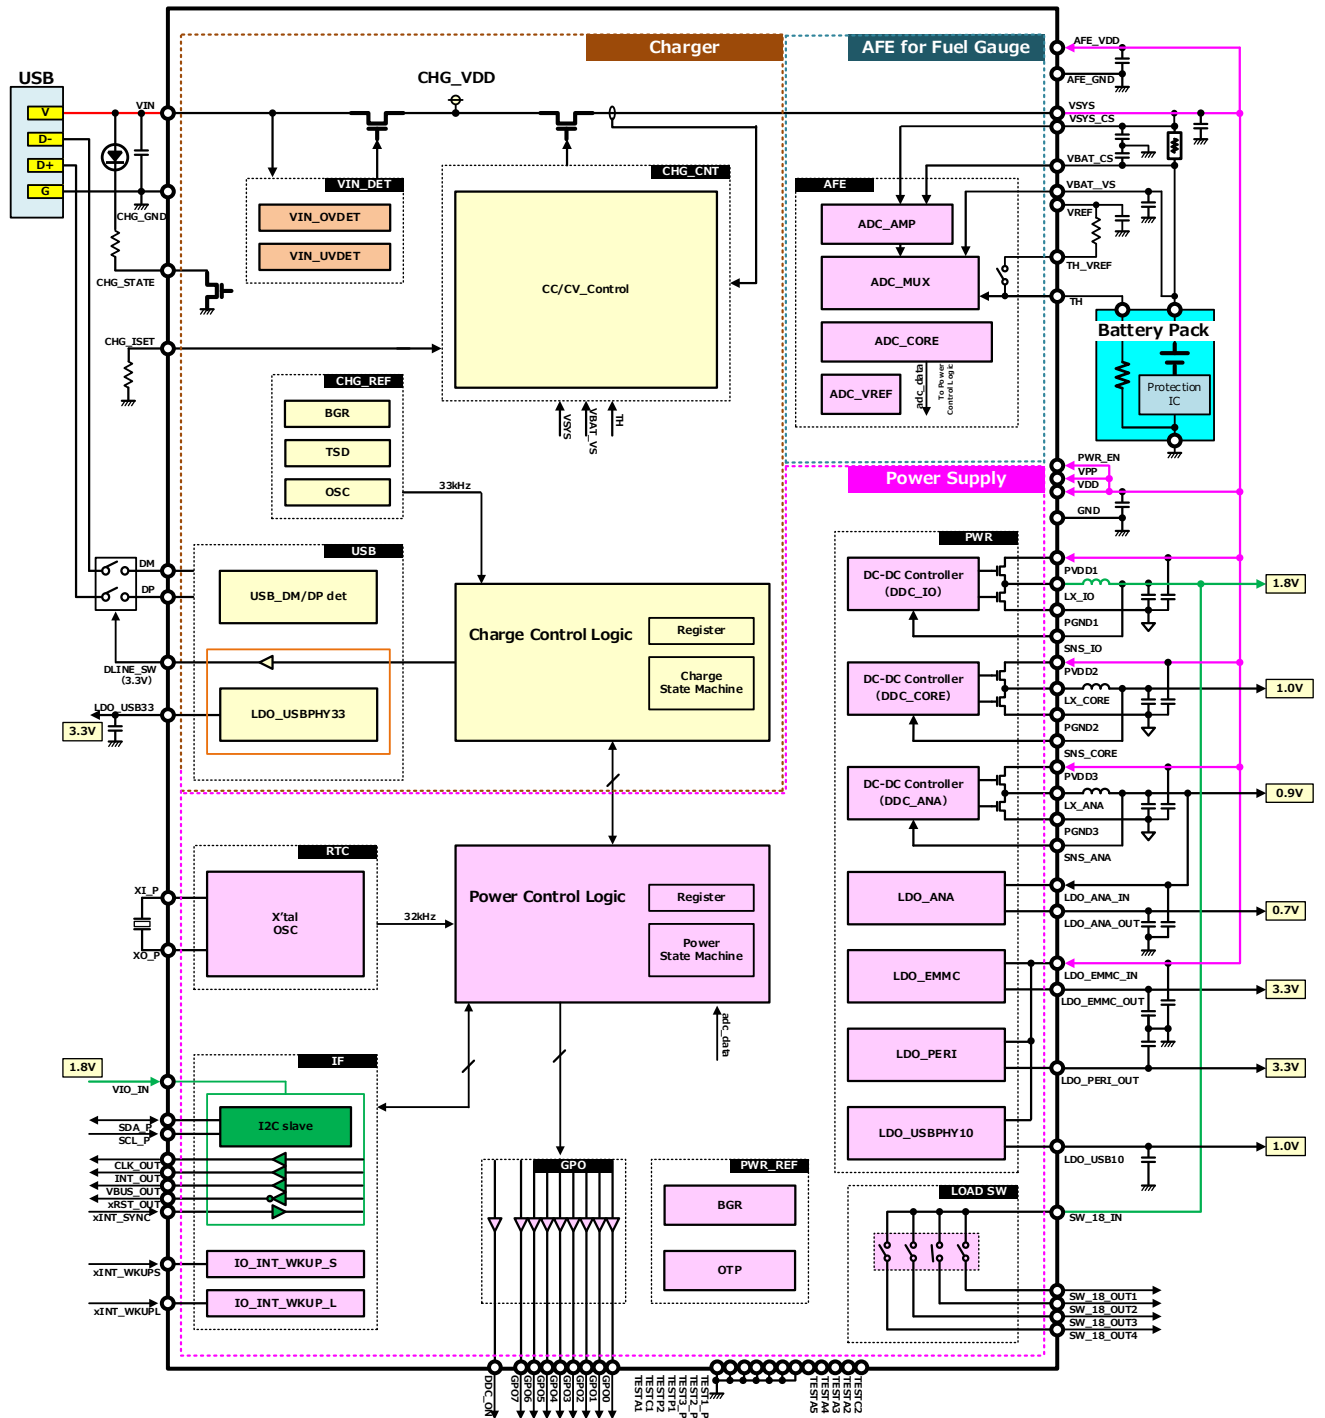 Charger
AFE for Fuel Gauge
AFE_VDD
AFE_GND
USB
CHG_VDD
V
VIN
VSYS
D-
VSYS_CS
D+
VBAT_CS
G
CHG_GND
VIN_DET
CHG_CNT
AFE
VBAT_VS
VREF
VIN_OVDET
VIN_UVDET
CC/CV_Control
ADC_AMP
ADC_MUX
TH_VREF
TH
CHG_STATE
Battery Pack
CHG_ISET
ADC_CORE
CHG_REF
ADC_VREF
adc_data
To Power
Control Logic
Protection
IC
BGR
TSD
OSC
VSYS
VBAT_VS
TH
33kHz
Power Supply
PWR_EN
VPP
VDD
GND
USB
PWR
DM
DP
USB_DM/DP det
DC-DC Controller
(DDC_IO)
PVDD1
LX_IO
PGND1
SNS_IO
1.8V
Charge Control Logic
Register
Charge
State Machine
DLINE_SW
(3.3V)
LDO_USB33
3.3V
LDO_USBPHY33
DC-DC Controller
(DDC_CORE)
PVDD2
LX_CORE
PGND2
SNS_CORE
1.0V
DC-DC Controller
(DDC_ANA)
PVDD3
LX_ANA
PGND3
SNS_ANA
0.9V
RTC
XI_P
XO_P
X'tal
OSC
32kHz
Power Control Logic
Register
Power
State Machine
adc_data
LDO_ANA
LDO_ANA_IN
LDO_ANA_OUT
0.7V
LDO_EMMC
LDO_EMMC_IN
LDO_EMMC_OUT
3.3V
LDO_PERI
LDO_PERI_OUT
3.3V
LDO_USBPHY10
LDO_USB10
1.0V
IF
1.8V
VIO_IN
I2C slave
SDA_P
SCL_P
CLK_OUT
INT_OUT
VBUS_OUT
xRST_OUT
xINT_SYNC
IO_INT_WKUP_S
xINT_WKUPS
IO_INT_WKUP_L
xINT_WKUPL
GPO
PWR_REF
BGR
OTP
LOAD SW
SW_18_IN
SW_18_OUT1
SW_18_OUT2
SW_18_OUT3
SW_18_OUT4
DDC_ON
GPO7
GPO6
GPO5
GPO4
GPO3
GPO2
GPO1
GPO0
TESTA1
TESTC1
TESTP2
TESTP1
TEST3_P
TEST2_P
TEST1_P
TESTA5
TESTA4
TESTA3
TESTA2
TESTC2